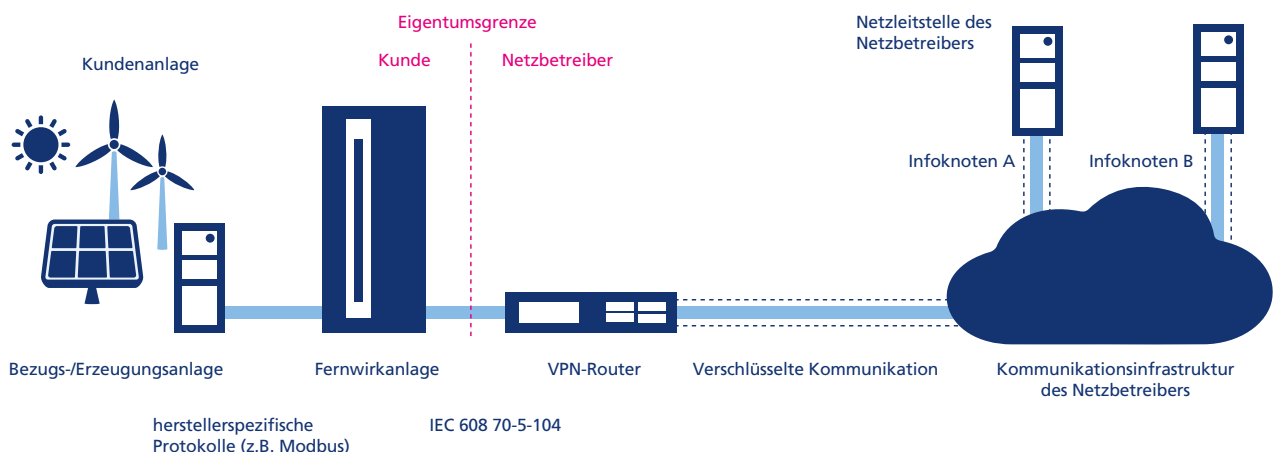 Eigentumsgrenze
Kunde
Netzbetreiber
Netzleitstelle des
Netzbetreibers
Kundenanlage
Infoknoten A
Infoknoten B
Bezugs-/Erzeugungsanlage
Fernwirkanlage
VPN-Router
Verschlüsselte Kommunikation
Kommunikationsinfrastruktur
des Netzbetreibers
herstellerspezifische
Protokolle (z.B. Modbus)
IEC 608 70-5-104